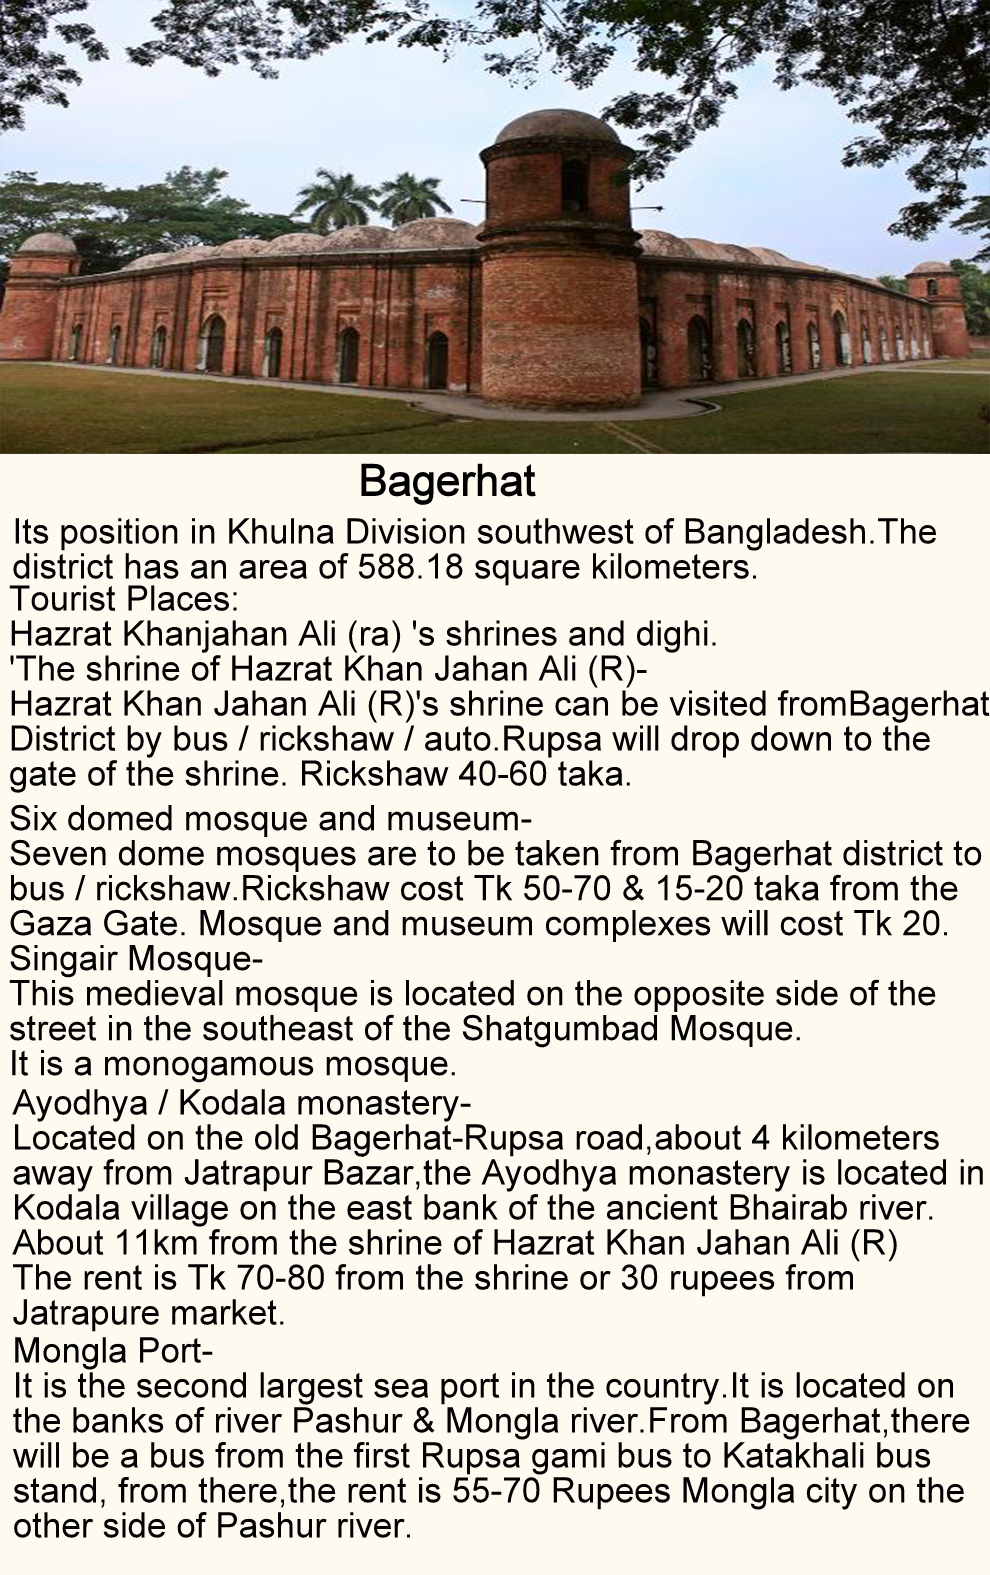 Bagerhat
Its position in Khulna Division southwest of Bangladesh.The
district has an area of 588.18 square kilometers.
Tourist Places:
Hazrat Khanjahan Ali (ra) 's shrines and dighi.
'The shrine of Hazrat Khan Jahan Ali (R)-
Hazrat Khan Jahan Ali (R)'s shrine can be visited fromBagerhat
District by bus / rickshaw / auto.Rupsa will drop down to the
gate of the shrine. Rickshaw 40-60 taka.
Six domed mosque and museum-
Seven dome mosques are to be taken from Bagerhat district to
bus / rickshaw.Rickshaw cost Tk 50-70 & 15-20 taka from the
Gaza Gate. Mosque and museum complexes will cost Tk 20.
Singair Mosque-
This medieval mosque is located on the opposite side of the
street in the southeast of the Shatgumbad Mosque.
It is a monogamous mosque.
Ayodhya / Kodala monastery-
Located on the old Bagerhat-Rupsa road,about 4 kilometers
away from Jatrapur Bazar,the Ayodhya monastery is located in
Kodala village on the east bank of the ancient Bhairab river.
About 11km from the shrine of Hazrat Khan Jahan Ali (R)
The rent is Tk 70-80 from the shrine or 30 rupees from
Jatrapure market.
Mongla Port-
It is the second largest sea port in the country.It is located on
the banks of river Pashur & Mongla river.From Bagerhat,there
will be a bus from the first Rupsa gami bus to Katakhali bus
stand, from there,the rent is 55-70 Rupees Mongla city on the
other side of Pashur river.